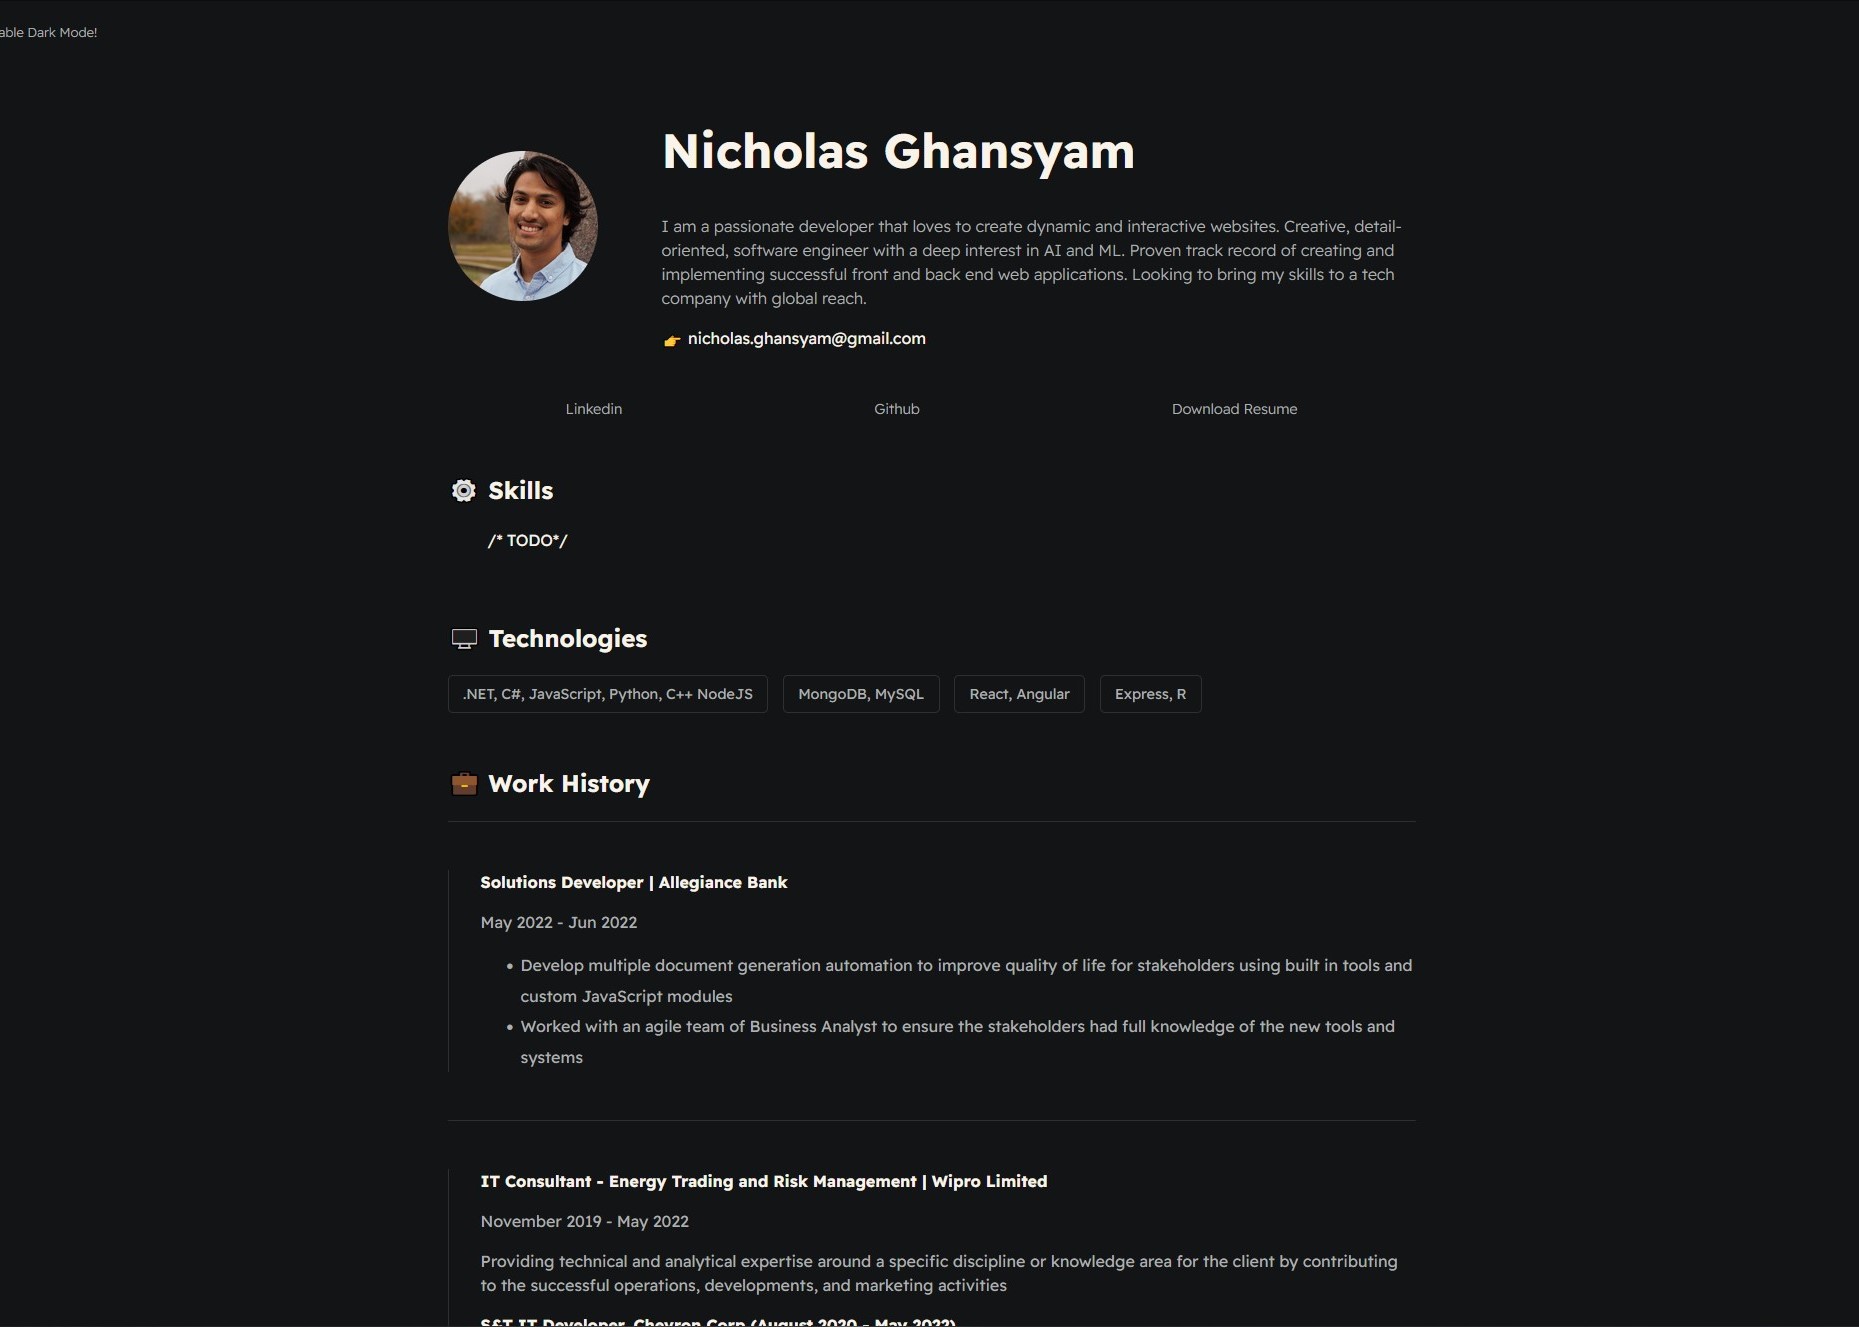 able Dark Mode!
Nicholas Ghansyam
I am a passionate developer that loves to create dynamic and interactive websites. Creative, detail-
oriented, software engineer with a deep interest in AI and ML. Proven track record of creating and
implementing successful front and back end web applications. Looking to bring my skills to a tech
company with global reach.
nicholas.ghansyam@gmail.com
Linkedin Github Download Resume
Skills
/* TODO*/
Technologies
.NET, C#, JavaScript, Python, C++ NodeJS MongoDB, MySQL React, Angular Express, R
Work History
Solutions Developer | Allegiance Bank
May 2022 - Jun 2022
• Develop multiple document generation automation to improve quality of life for stakeholders using built in tools and
custom JavaScript modules
• Worked with an agile team of Business Analyst to ensure the stakeholders had full knowledge of the new tools and
systems
IT Consultant - Energy Trading and Risk Management | Wipro Limited
November 2019 - May 2022
Providing technical and analytical expertise around a specific discipline or knowledge area for the client by contributing
to the successful operations, developments, and marketing activities
S&T IT Developer, Chevron Corp (August 2020 - May 2022)